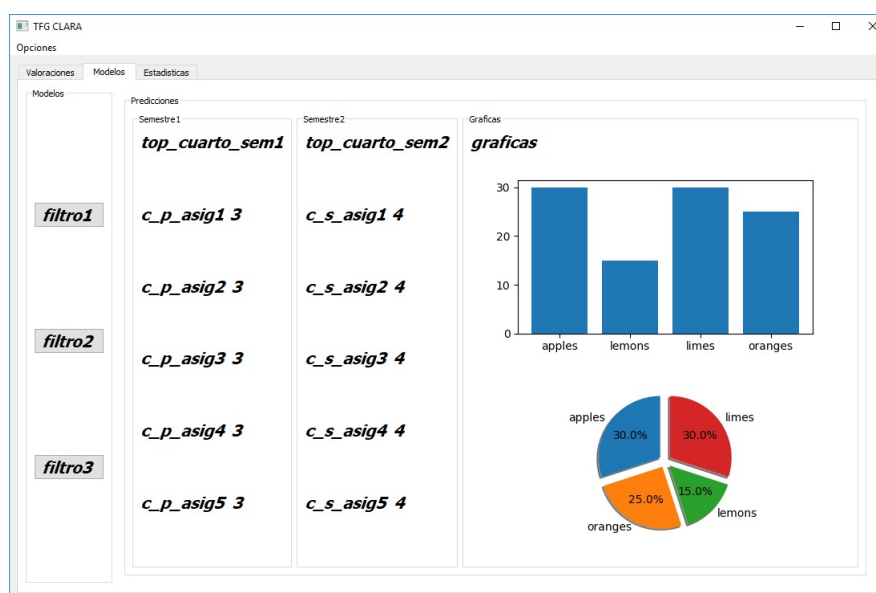 TFG CLARA
Opciones
Valoraciones Modelos Estadisticas
Modelos
filtro1
filtro2
filtro3
Predicciones
Semestre1
top_cuarto_sem1
c_p_asig1 3
c_p_asig2 3
c_p_asig3 3
c_p_asig4 3
c_p_asig5 3
Semestre2
top_cuarto_sem2
c_s_asig1 4
c_s_asig2 4
c_s_asig3 4
c_s_asig4 4
c_s_asig5 4
Graficas
graficas
30
20
10
0
apples lemons limes oranges
apples
30.0%
limes
30.0%
15.0%
lemons
25.0%
oranges